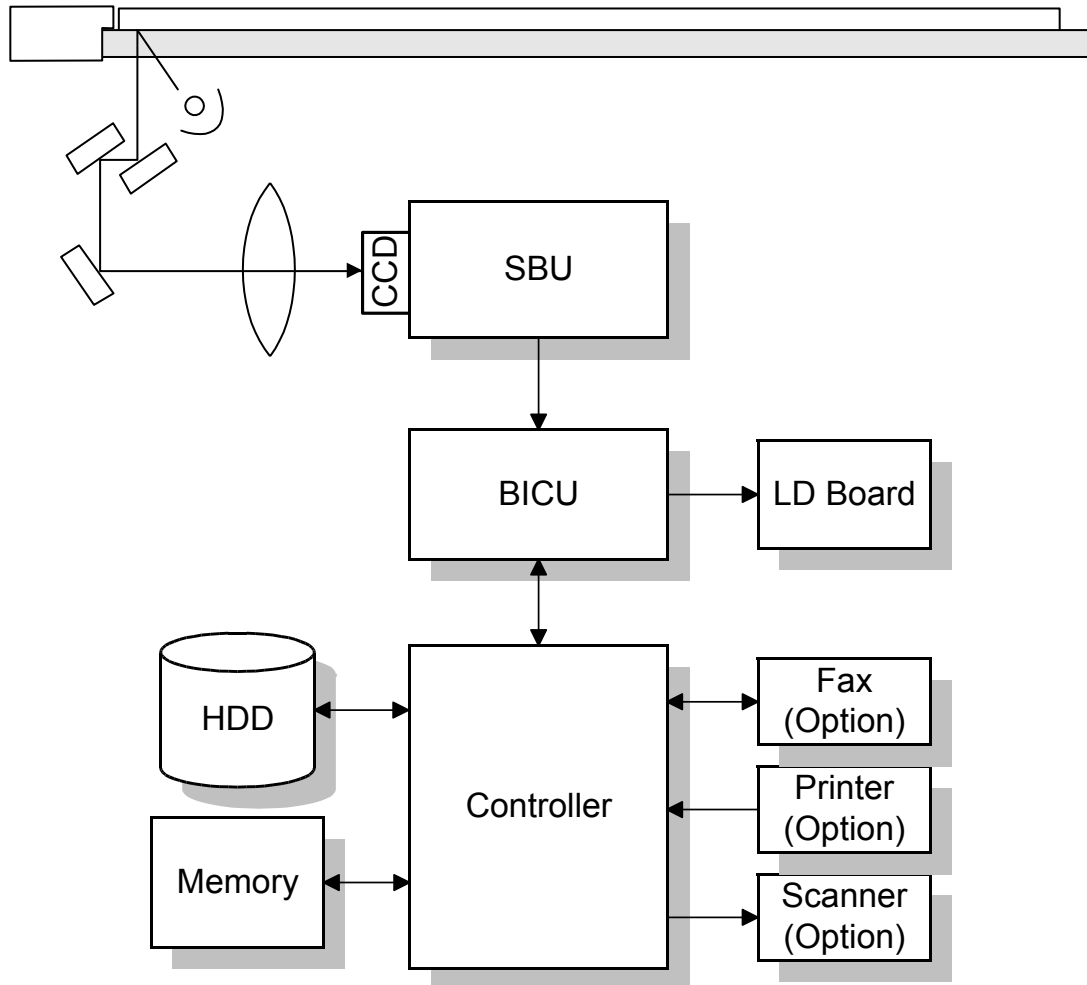 CCD
SBU
BICU
LD Board
HDD
Controller
Fax
(Option)
Printer
(Option)
Memory
Scanner
(Option)